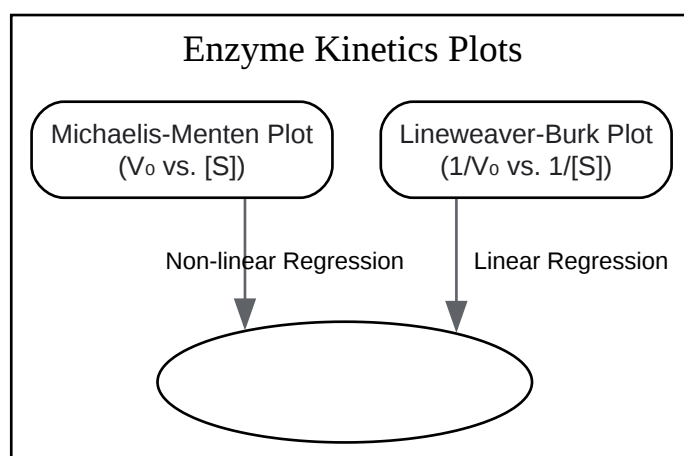 Enzyme Kinetics Plots
Michaelis-Menten Plot
(V₀ vs. [S])
Lineweaver-Burk Plot
(1/V₀ vs. 1/[S])
Non-linear Regression
Linear Regression